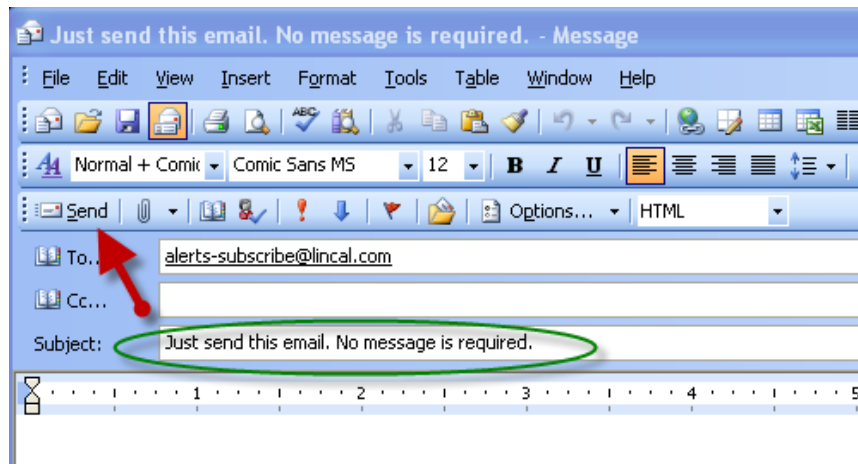 Just send this email. No message is required. - Message
File Edit View Insert Format Tools Table Window Help
ABC
Normal + Comic Comic Sans MS 12 B I U
Send Options... HTML
To... alerts-subscribe@lincal.com
Cc...
Subject: Just send this email. No message is required.
1 2 3 4 5